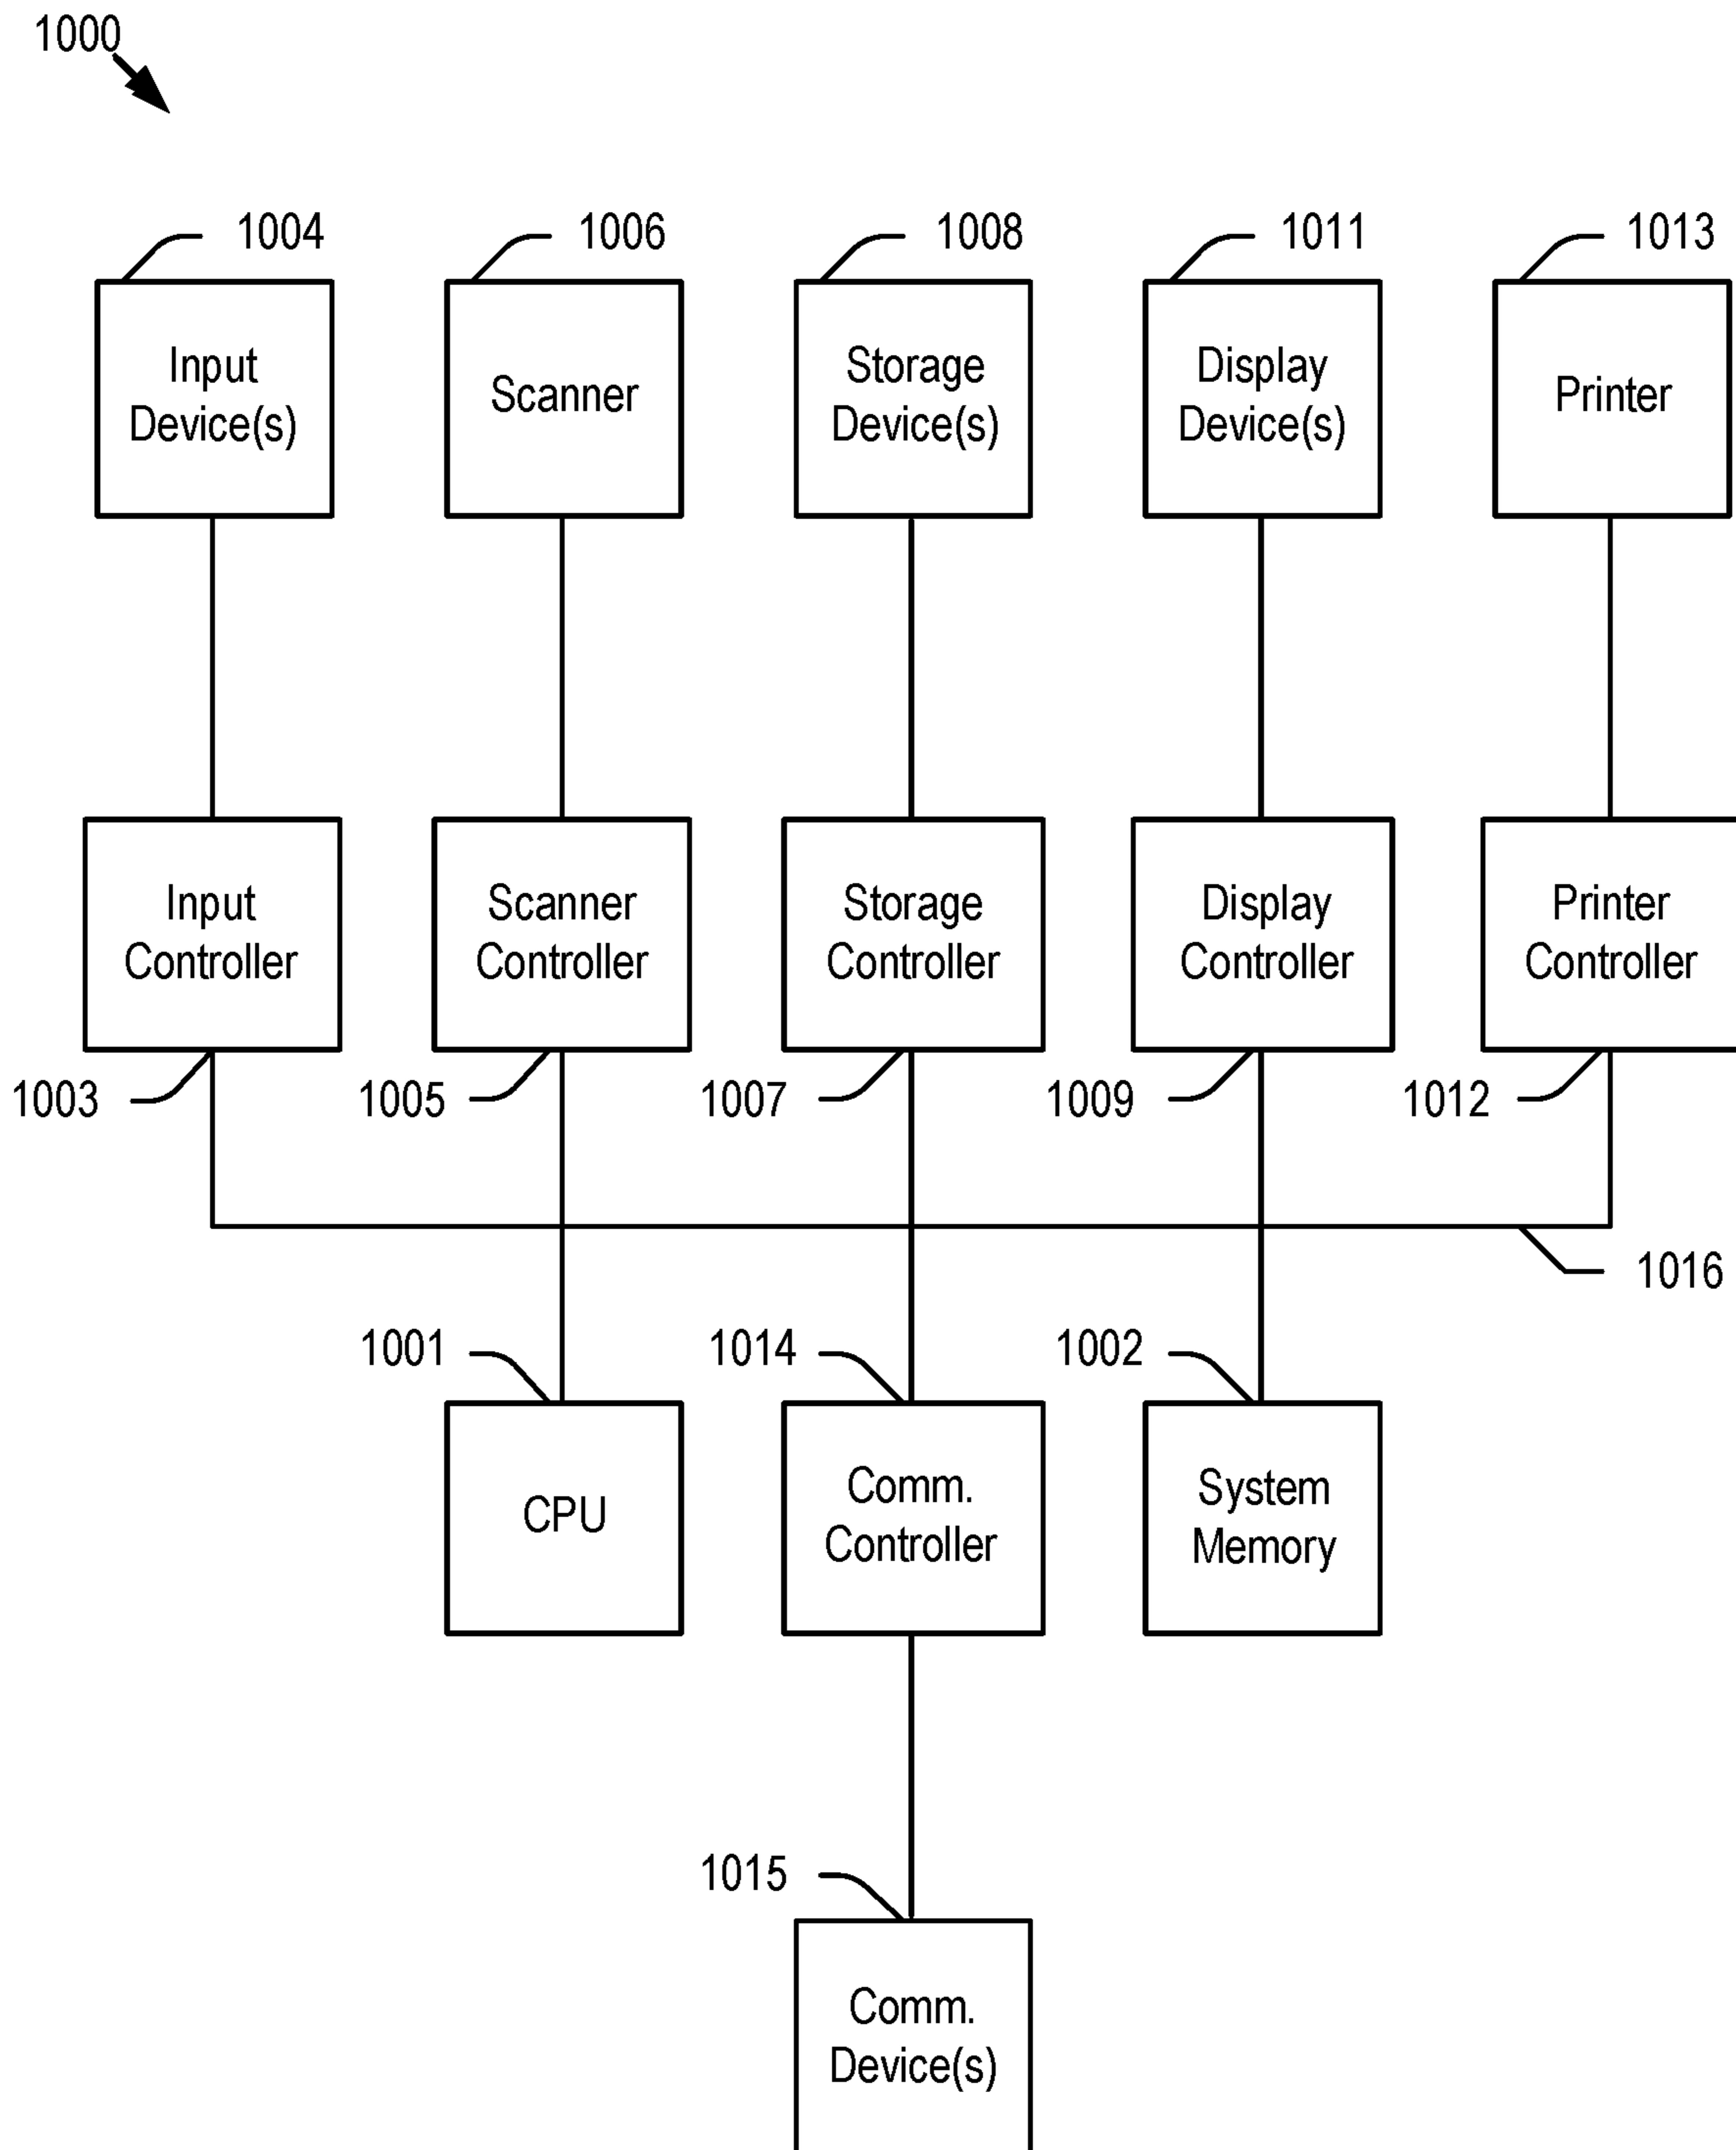 1000
1004
1006
1008
1011
1013
Input
Device(s)
Scanner
Storage
Device(s)
Display
Device(s)
Printer
Input
Controller
Scanner
Controller
Storage
Controller
Display
Controller
Printer
Controller
1003
1005
1007
1009
1012
1016
1001
1014
1002
CPU
Comm.
Controller
System
Memory
1015
Comm.
Device(s)